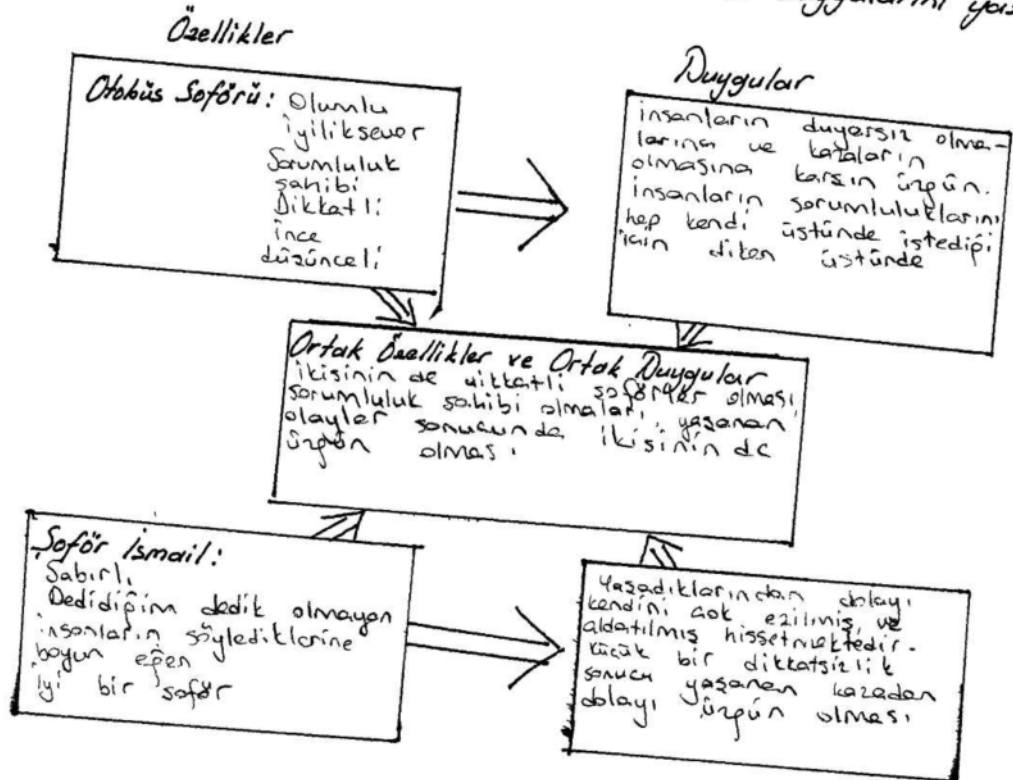 duygularını yaz
Özellikler
Otobüs Şoförü: Olumlu
iyiliksever
Sorumluluk
sahibi
Dikkatli
ince
düşünceli
Duygular
insanların duyarsız olma-
larına ve kazaların
olmasına karşın üzgün.
insanların sorumluluklarını
hep kendi üstünde istediği
için diken üstünde
Ortak Özellikler ve Ortak Duygular
ikisinin de dikkatli şoförler olması
sorumluluk sahibi olmaları, yaşanan
olaylar sonucunda ikisinin de
üzgün olması
Şoför İsmail:
Sabırlı
Dedidiğim dedik olmayan
insanların söylediklerine
boyun eğen
iyi bir şoför
Yaşadıklarından dolayı
kendini çok ezilmiş ve
aldatılmış hissetmektedir.
küçük bir dikkatsizlik
sonucu yaşanan kazadan
dolayı üzgün olması